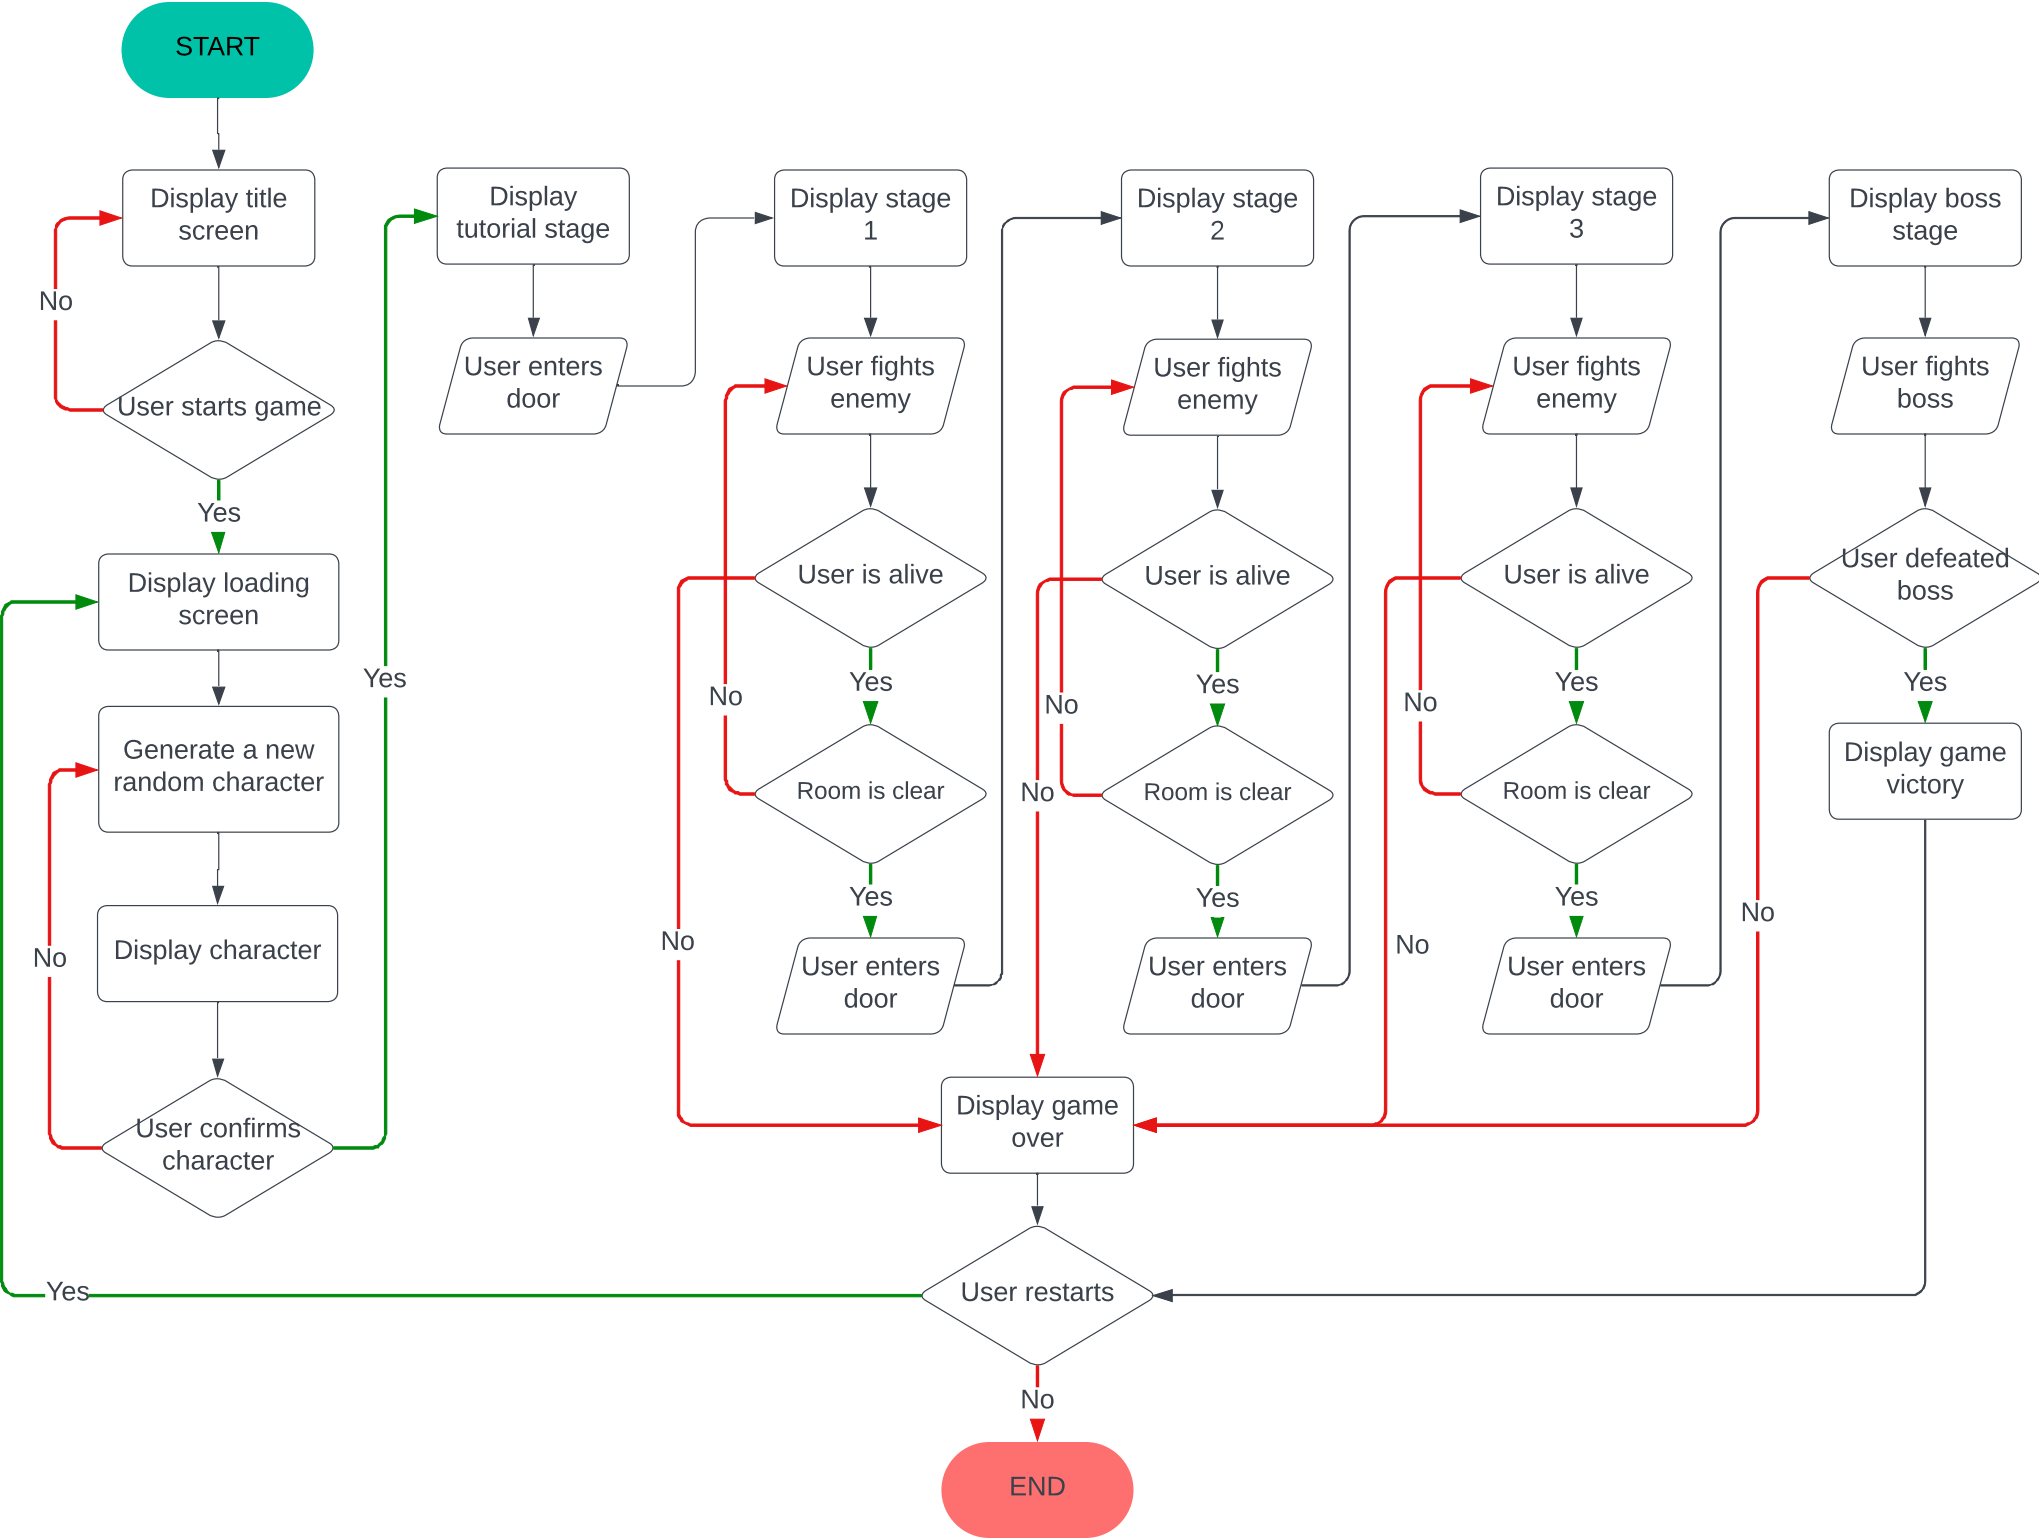 START
Display title
screen
No
User starts game
Yes
Display loading
screen
Generate a new
random character
No
Display character
User confirms
character
Yes
Display
tutorial stage
User enters
door
Display stage
1
User fights
enemy
User is alive
Yes
No
Room is clear
Yes
No
User enters
door
Display stage
2
User fights
enemy
User is alive
Yes
No
Room is clear
No
Yes
User enters
door
Display stage
3
User fights
enemy
User is alive
Yes
No
Room is clear
Yes
No
User enters
door
Display boss
stage
User fights
boss
User defeated
boss
Yes
No
Display game
victory
Display game
over
User restarts
Yes
No
END